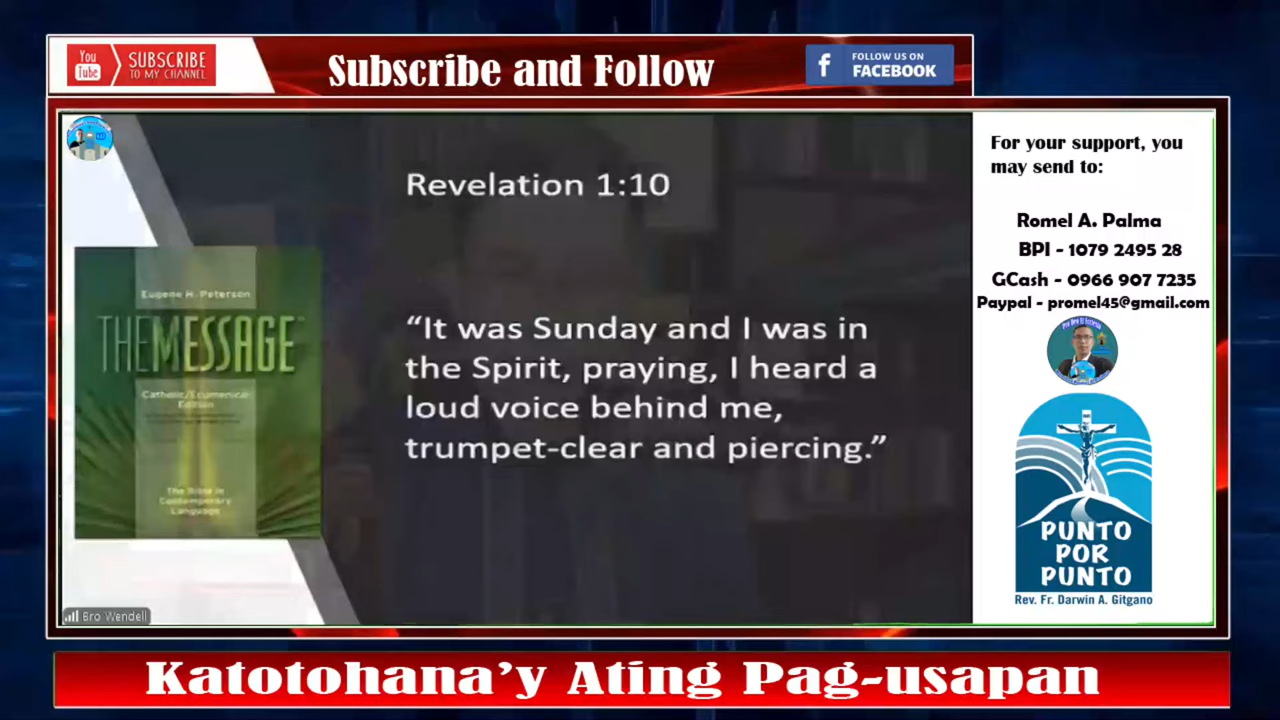 You
Tube
SUBSCRIBE
TO MY CHANNEL
Subscribe and Follow
f
FOLLOW US ON
FACEBOOK
Revelation 1:10
“It was Sunday and I was in
the Spirit, praying, I heard a
loud voice behind me,
trumpet-clear and piercing.”
Eugene H. Peterson
THEMESSAGE
Catholic/Ecumenical
Edition
The Bible in
Contemporary
Language
Bro Wendell
For your support, you
may send to:
Romel A. Palma
BPI - 1079 2495 28
GCash - 0966 907 7235
Paypal - promel45@gmail.com
PUNTO
POR
PUNTO
Rev. Fr. Darwin A. Gitgano
Katotohana’y Ating Pag-usapan